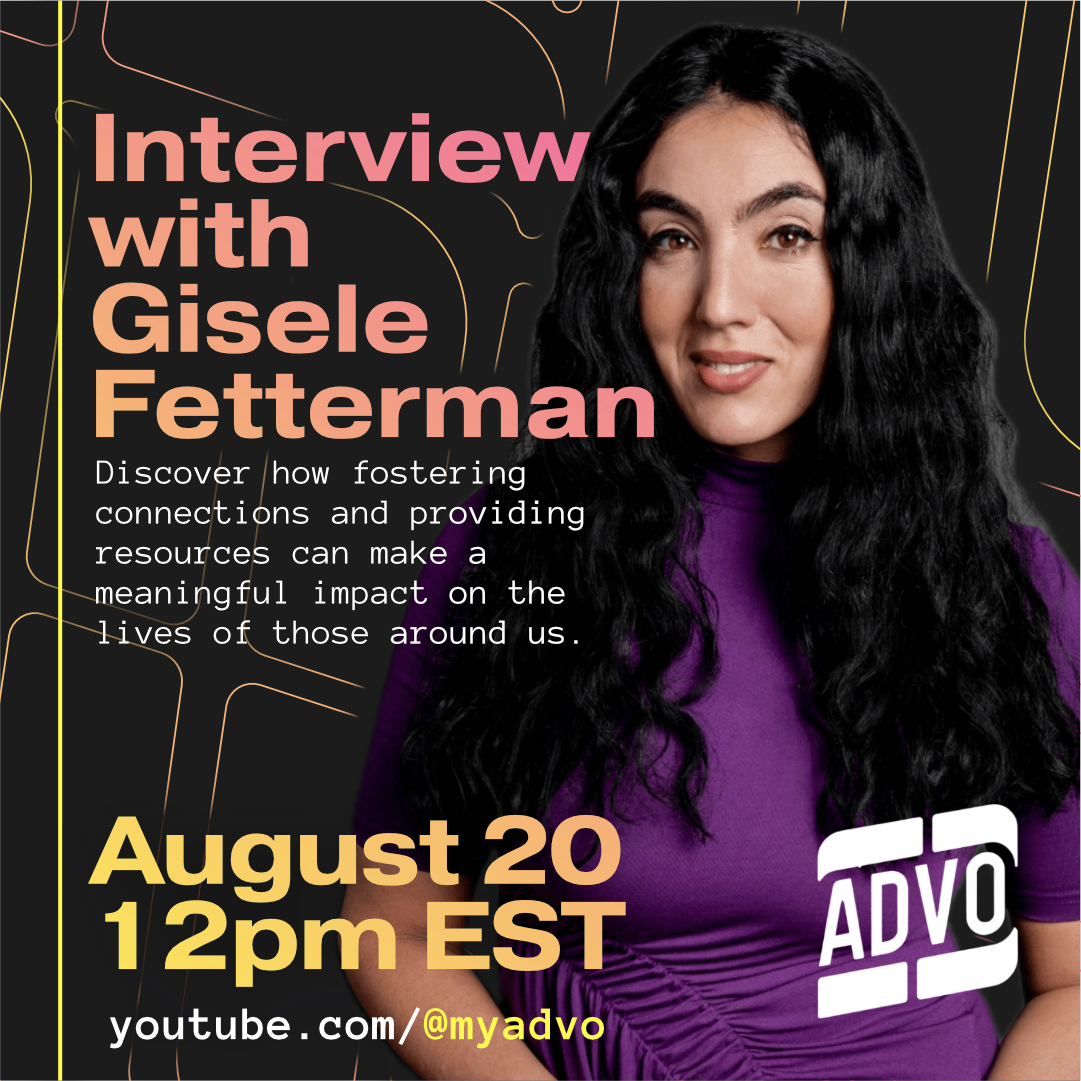 Interview
with
Gisele
Fetterman
Discover how fostering
connections and providing
resources can make a
meaningful impact on the
lives of those around us.
August 20
12pm EST
youtube.com/@myadvo
ADVO